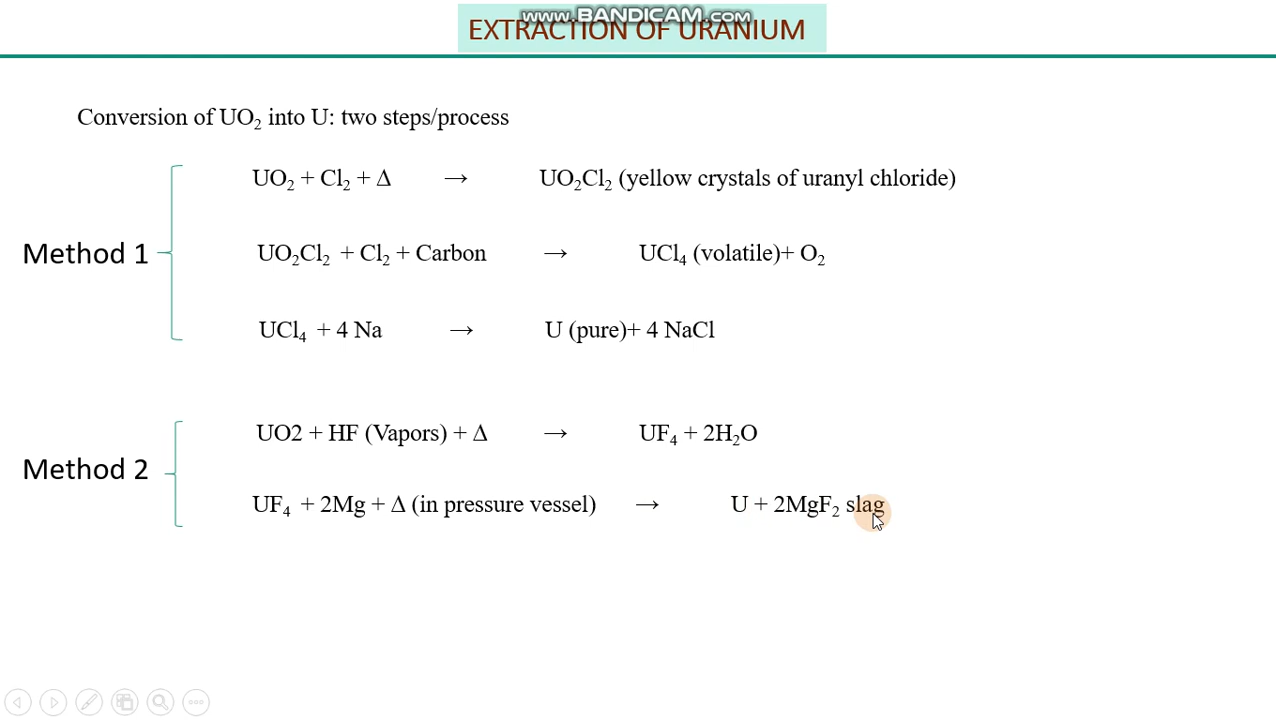 www.BANDICAM.com
EXTRACTION OF URANIUM
Conversion of UO₂ into U: two steps/process
UO₂ + Cl₂ + Δ → UO₂Cl₂ (yellow crystals of uranyl chloride)
Method 1
UO₂Cl₂ + Cl₂ + Carbon → UCl₄ (volatile)+ O₂
UCl₄ + 4 Na → U (pure)+ 4 NaCl
UO2 + HF (Vapors) + Δ → UF₄ + 2H₂O
Method 2
UF₄ + 2Mg + Δ (in pressure vessel) → U + 2MgF₂ slag